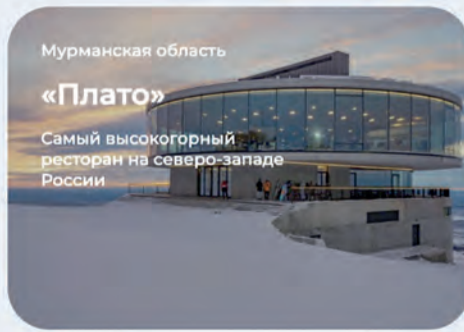 Мурманская область
«Плато»
Самый высокогорный
ресторан на северо-западе
России